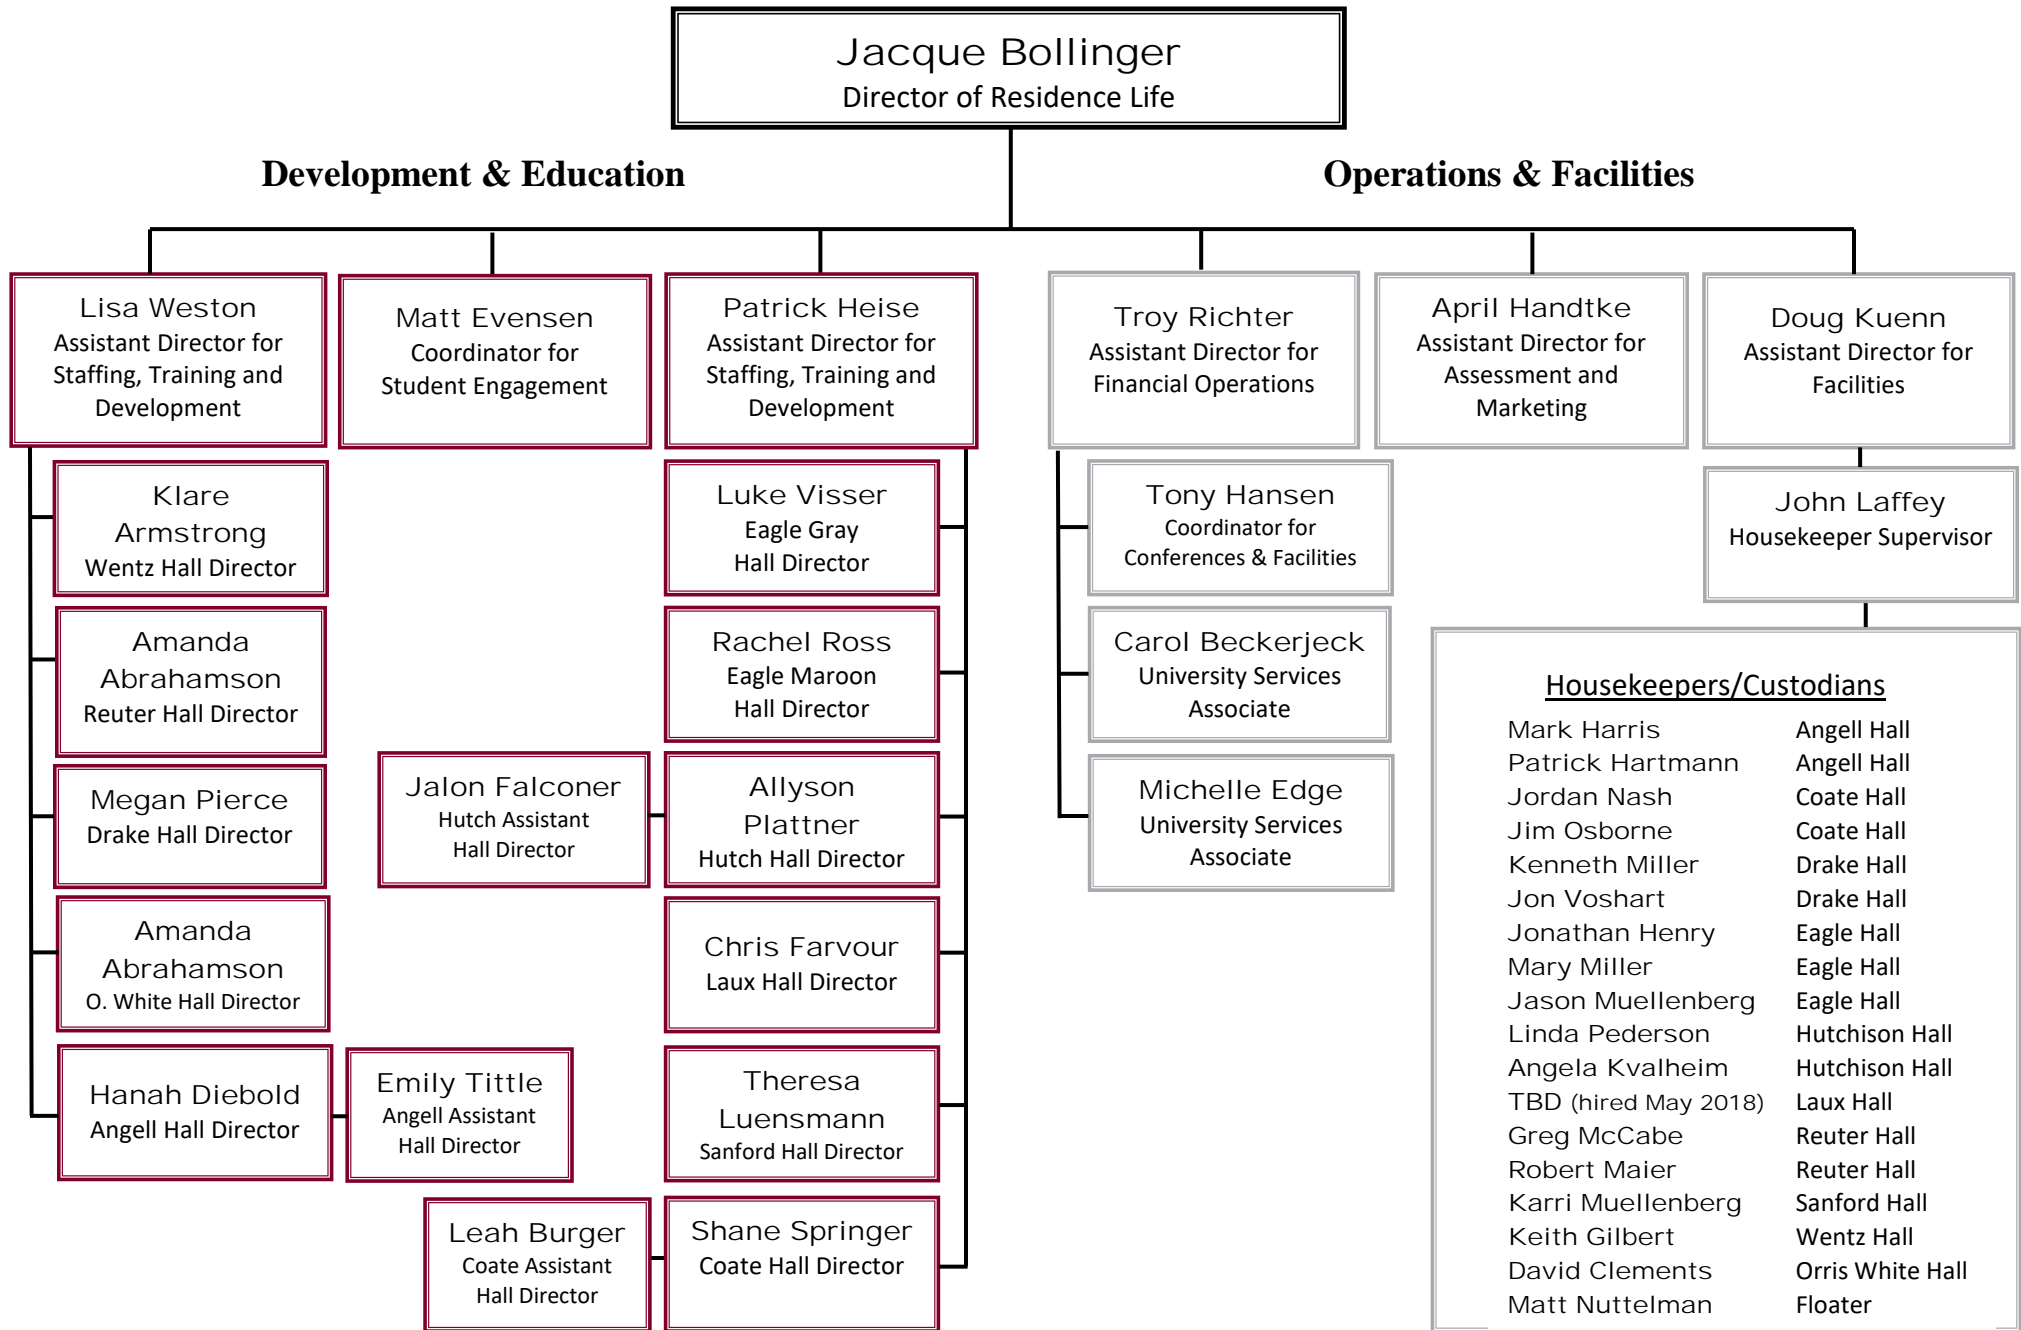 Jacque Bollinger
Director of Residence Life
Development & Education
Operations & Facilities
Lisa Weston
Assistant Director for
Staffing, Training and
Development
Matt Evensen
Coordinator for
Student Engagement
Patrick Heise
Assistant Director for
Staffing, Training and
Development
Troy Richter
Assistant Director for
Financial Operations
April Handtke
Assistant Director for
Assessment and
Marketing
Doug Kuenn
Assistant Director for
Facilities
Klare
Armstrong
Wentz Hall Director
Amanda
Abrahamson
Reuter Hall Director
Megan Pierce
Drake Hall Director
Amanda
Abrahamson
O. White Hall Director
Hanah Diebold
Angell Hall Director
Emily Tittle
Angell Assistant
Hall Director
Luke Visser
Eagle Gray
Hall Director
Rachel Ross
Eagle Maroon
Hall Director
Jalon Falconer
Hutch Assistant
Hall Director
Allyson
Plattner
Hutch Hall Director
Chris Farvour
Laux Hall Director
Theresa
Luensmann
Sanford Hall Director
Leah Burger
Coate Assistant
Hall Director
Shane Springer
Coate Hall Director
Tony Hansen
Coordinator for
Conferences & Facilities
Carol Beckerjeck
University Services
Associate
Michelle Edge
University Services
Associate
John Laffey
Housekeeper Supervisor
Housekeepers/Custodians
Mark Harris Angell Hall
Patrick Hartmann Angell Hall
Jordan Nash Coate Hall
Jim Osborne Coate Hall
Kenneth Miller Drake Hall
Jon Voshart Drake Hall
Jonathan Henry Eagle Hall
Mary Miller Eagle Hall
Jason Muellenberg Eagle Hall
Linda Pederson Hutchison Hall
Angela Kvalheim Hutchison Hall
TBD (hired May 2018) Laux Hall
Greg McCabe Reuter Hall
Robert Maier Reuter Hall
Karri Muellenberg Sanford Hall
Keith Gilbert Wentz Hall
David Clements Orris White Hall
Matt Nuttelman Floater